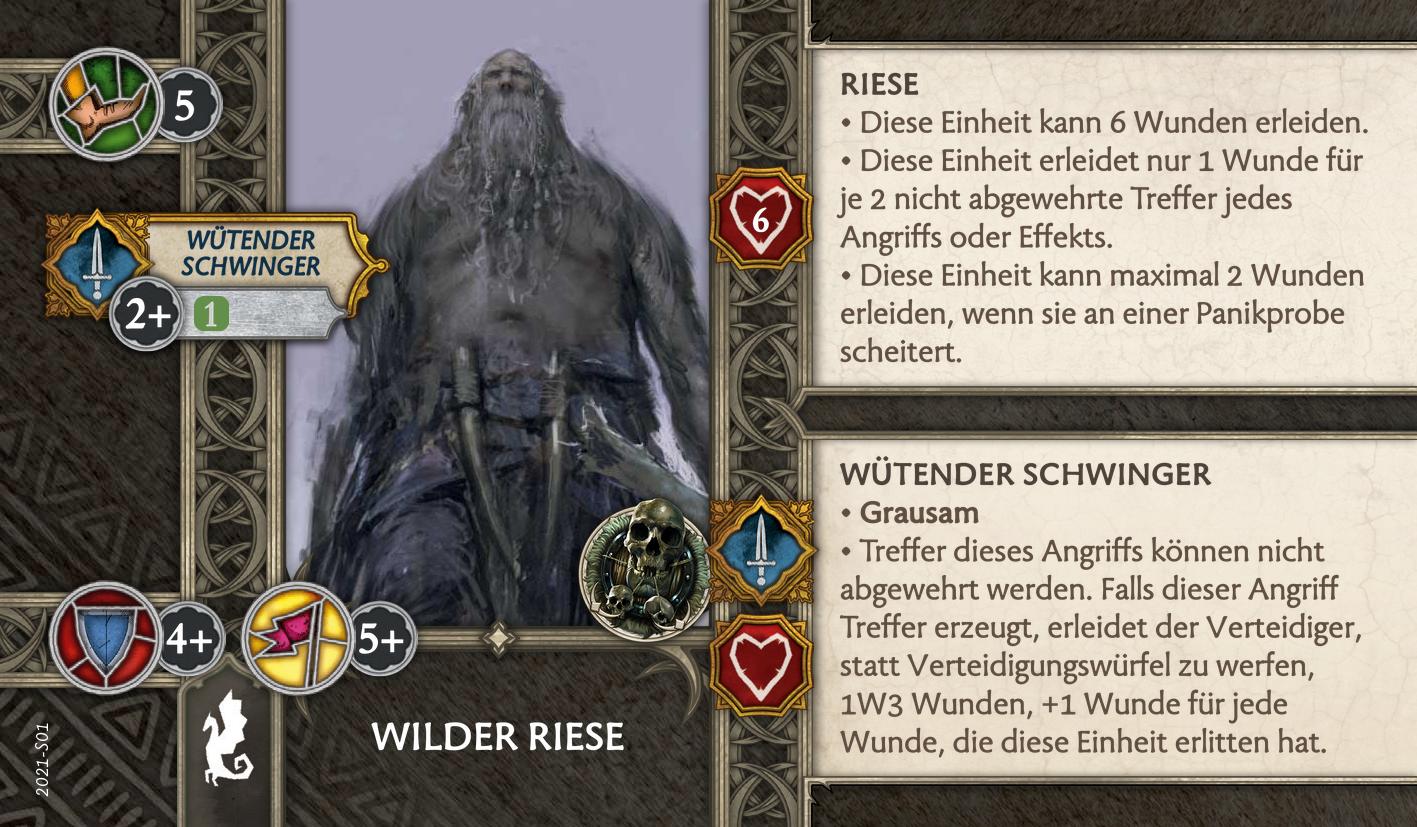 5
WÜTENDER
SCHWINGER
2+ 1
4+ 5+
WILDER RIESE
2021-S01
6
RIESE
• Diese Einheit kann 6 Wunden erleiden.
• Diese Einheit erleidet nur 1 Wunde für
je 2 nicht abgewehrte Treffer jedes
Angriffs oder Effekts.
• Diese Einheit kann maximal 2 Wunden
erleiden, wenn sie an einer Panikprobe
scheitert.
WÜTENDER SCHWINGER
• Grausam
• Treffer dieses Angriffs können nicht
abgewehrt werden. Falls dieser Angriff
Treffer erzeugt, erleidet der Verteidiger,
statt Verteidigungswürfel zu werfen,
1W3 Wunden, +1 Wunde für jede
Wunde, die diese Einheit erlitten hat.